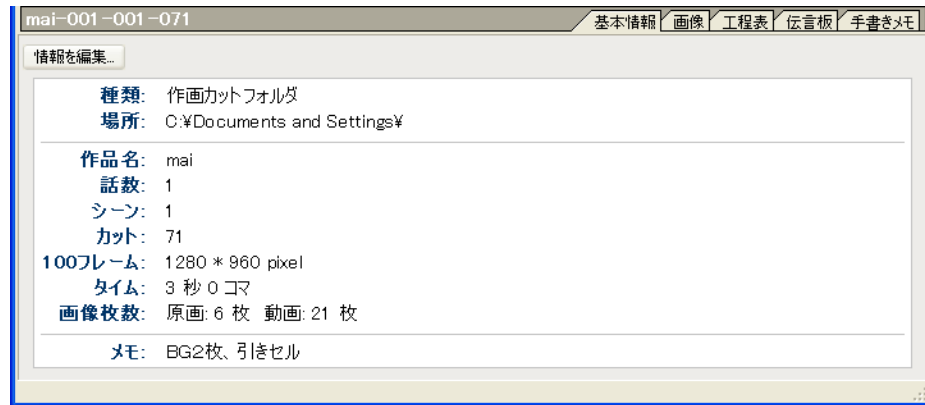 mai-001-001-071
基本情報 画像 工程表 伝言板 手書きメモ
情報を編集...
種類: 作画カットフォルダ
場所: C:¥Documents and Settings¥
作品名: mai
話数: 1
シーン: 1
カット: 71
100フレーム: 1280 * 960 pixel
タイム: 3 秒 0 コマ
画像枚数: 原画: 6 枚 動画: 21 枚
メモ: BG2枚、引きセル